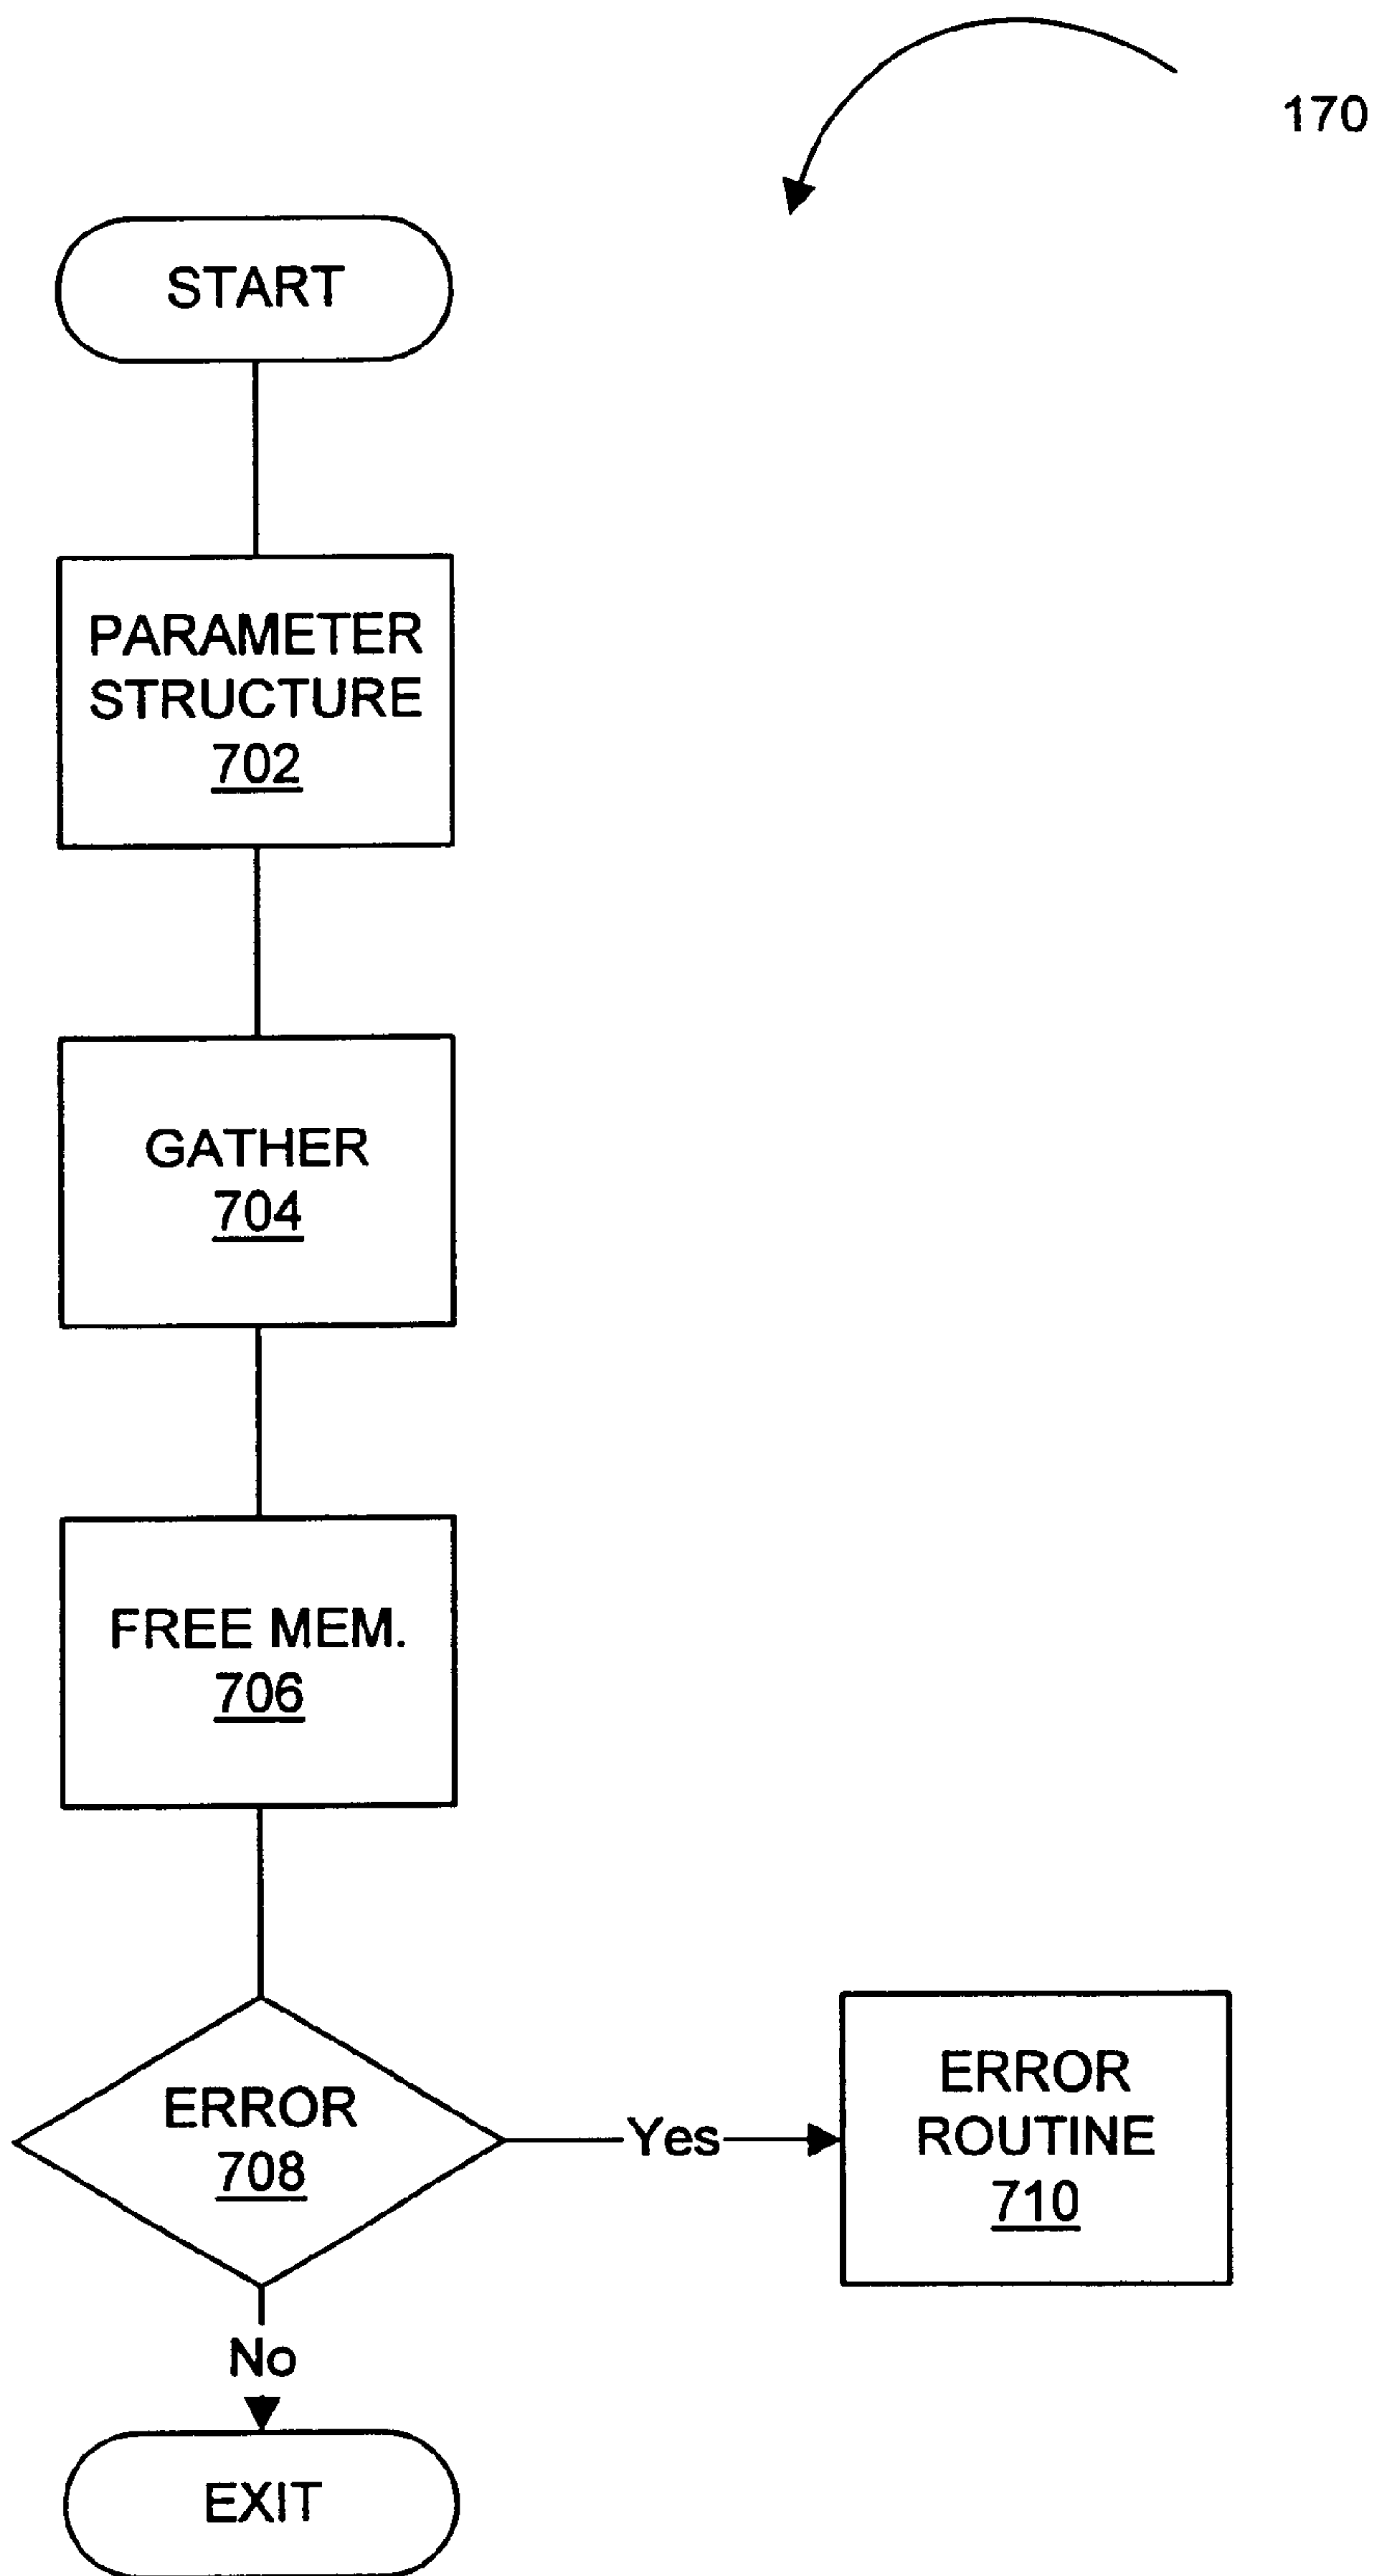 170
START
PARAMETER
STRUCTURE
702
GATHER
704
FREE MEM.
706
ERROR
708
Yes
ERROR
ROUTINE
710
No
EXIT